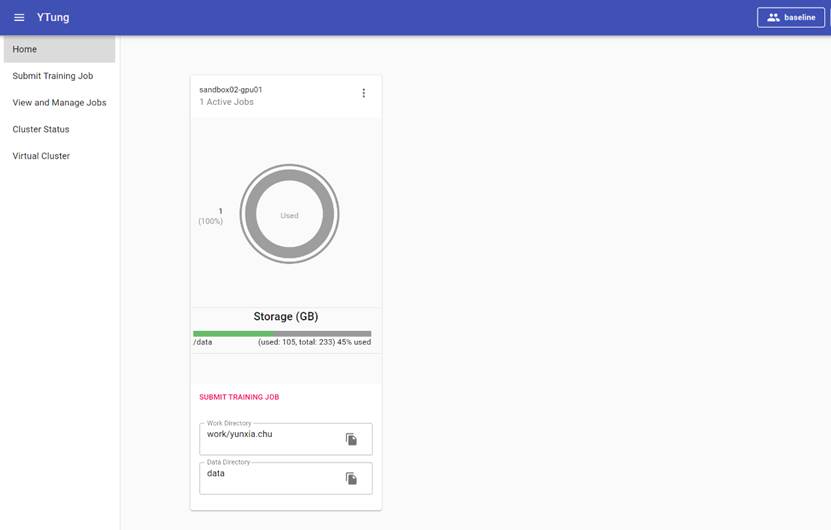 YTung
baseline
Home
Submit Training Job
View and Manage Jobs
Cluster Status
Virtual Cluster
sandbox02-gpu01
1 Active Jobs
1
(100%)
Used
Storage (GB)
/data (used: 105, total: 233) 45% used
SUBMIT TRAINING JOB
Work Directory
work/yunxia.chu
Data Directory
data